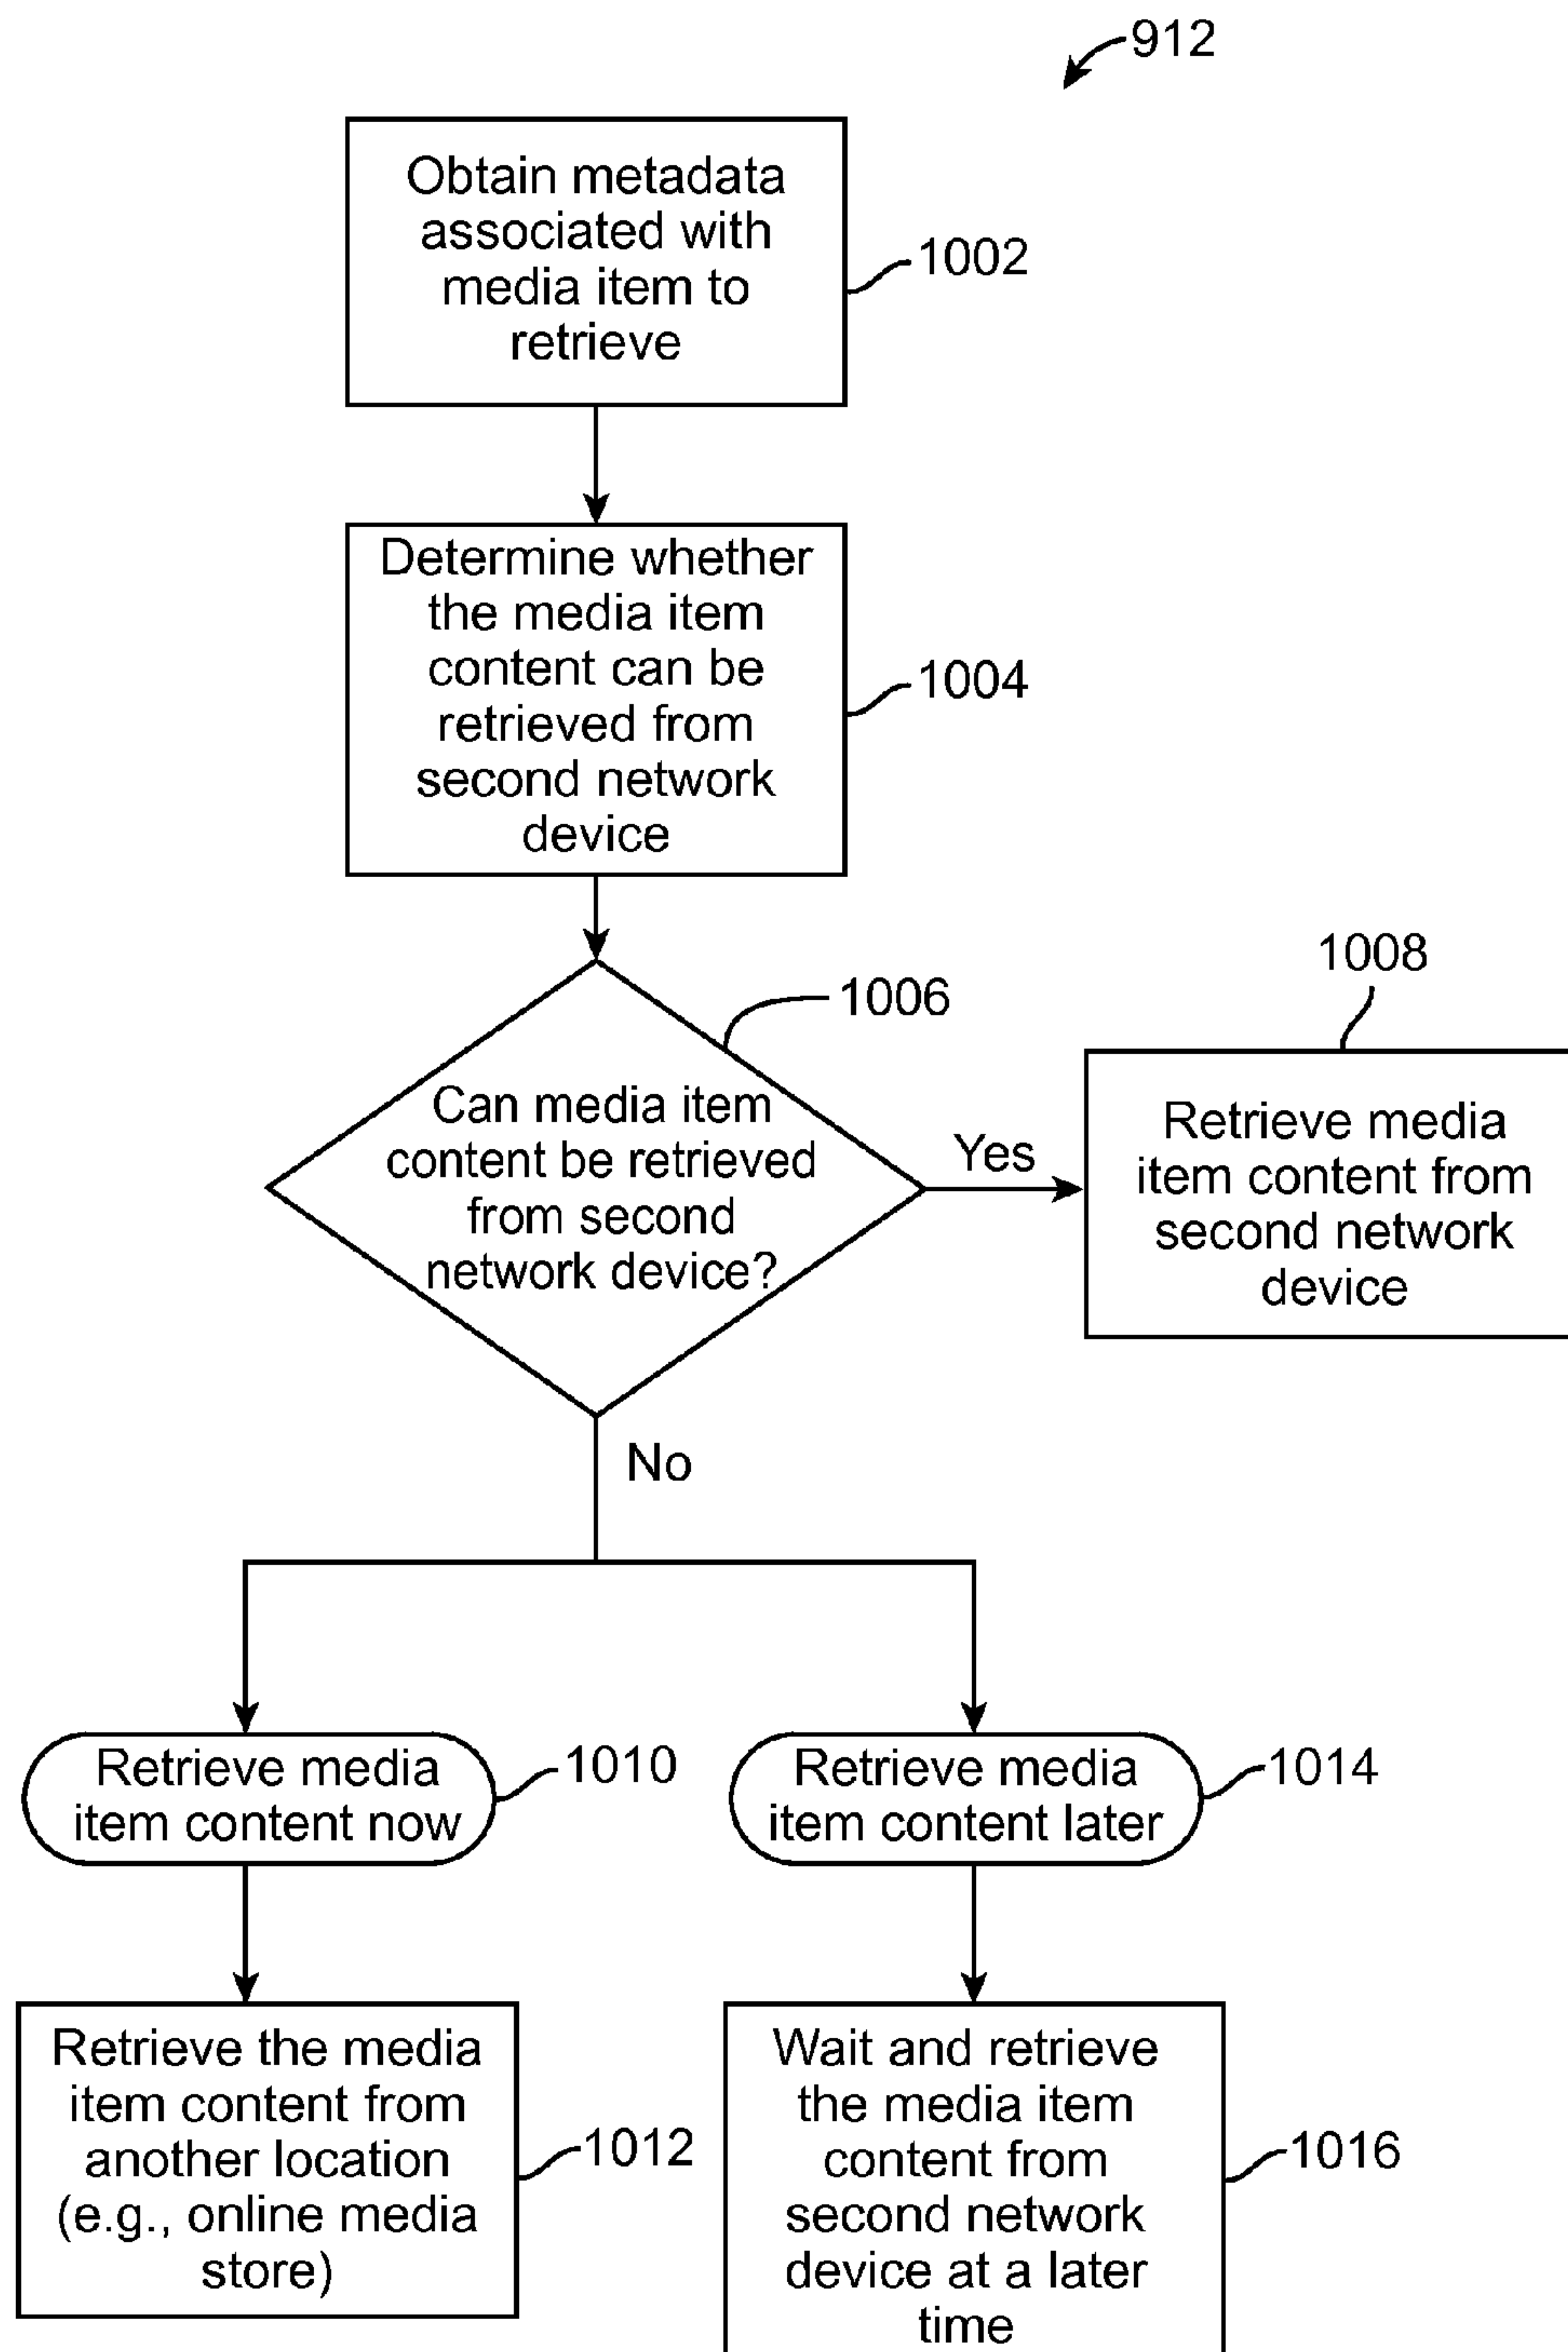 912
Obtain metadata
associated with
media item to
retrieve
1002
Determine whether
the media item
content can be
retrieved from
second network
device
1004
1006
Can media item
content be retrieved
from second
network device?
Yes
1008
Retrieve media
item content from
second network
device
No
Retrieve media
item content now
1010
Retrieve media
item content later
1014
Retrieve the media
item content from
another location
(e.g., online media
store)
1012
Wait and retrieve
the media item
content from
second network
device at a later
time
1016